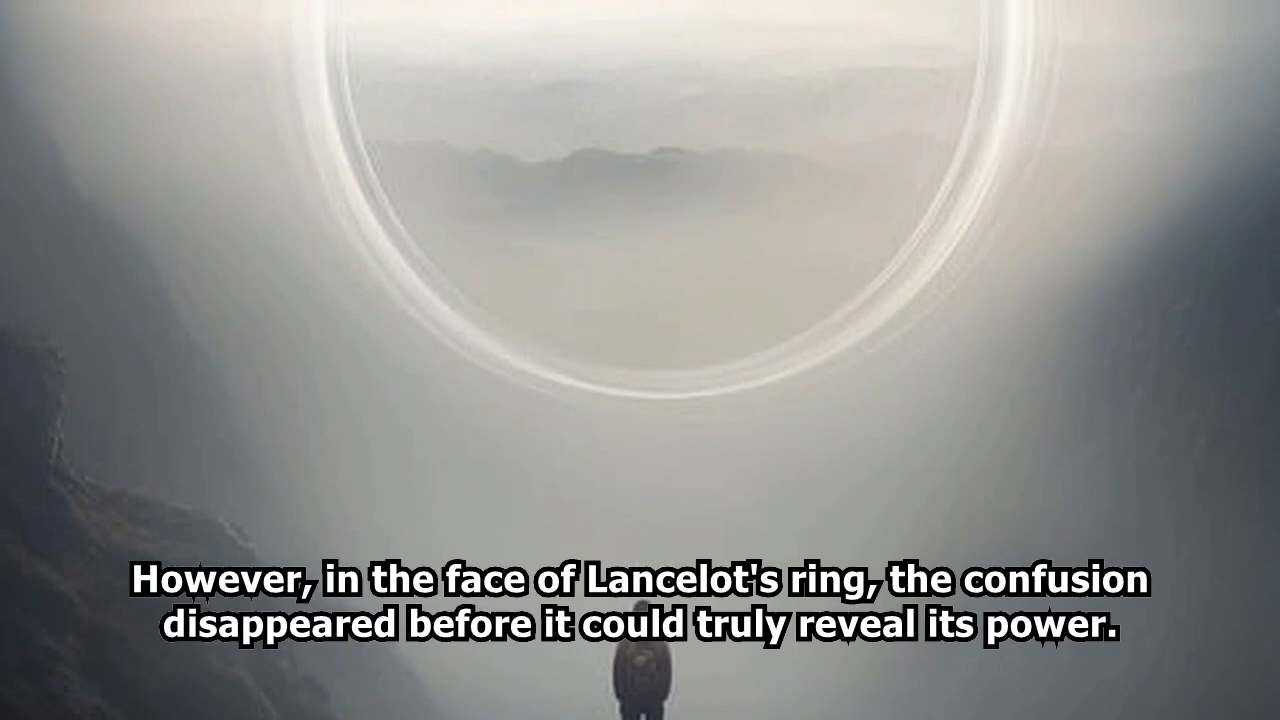 However, in the face of Lancelot's ring, the confusion
disappeared before it could truly reveal its power.